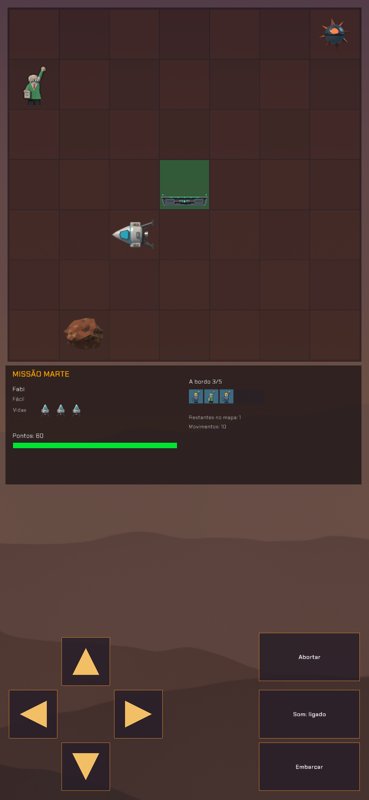 MISSÃO MARTE
Fabi
Fácil
Vidas
Pontos: 60
A bordo 3/5
Restantes no mapa: 1
Movimentos: 10
Abortar
Som: ligado
Embarcar